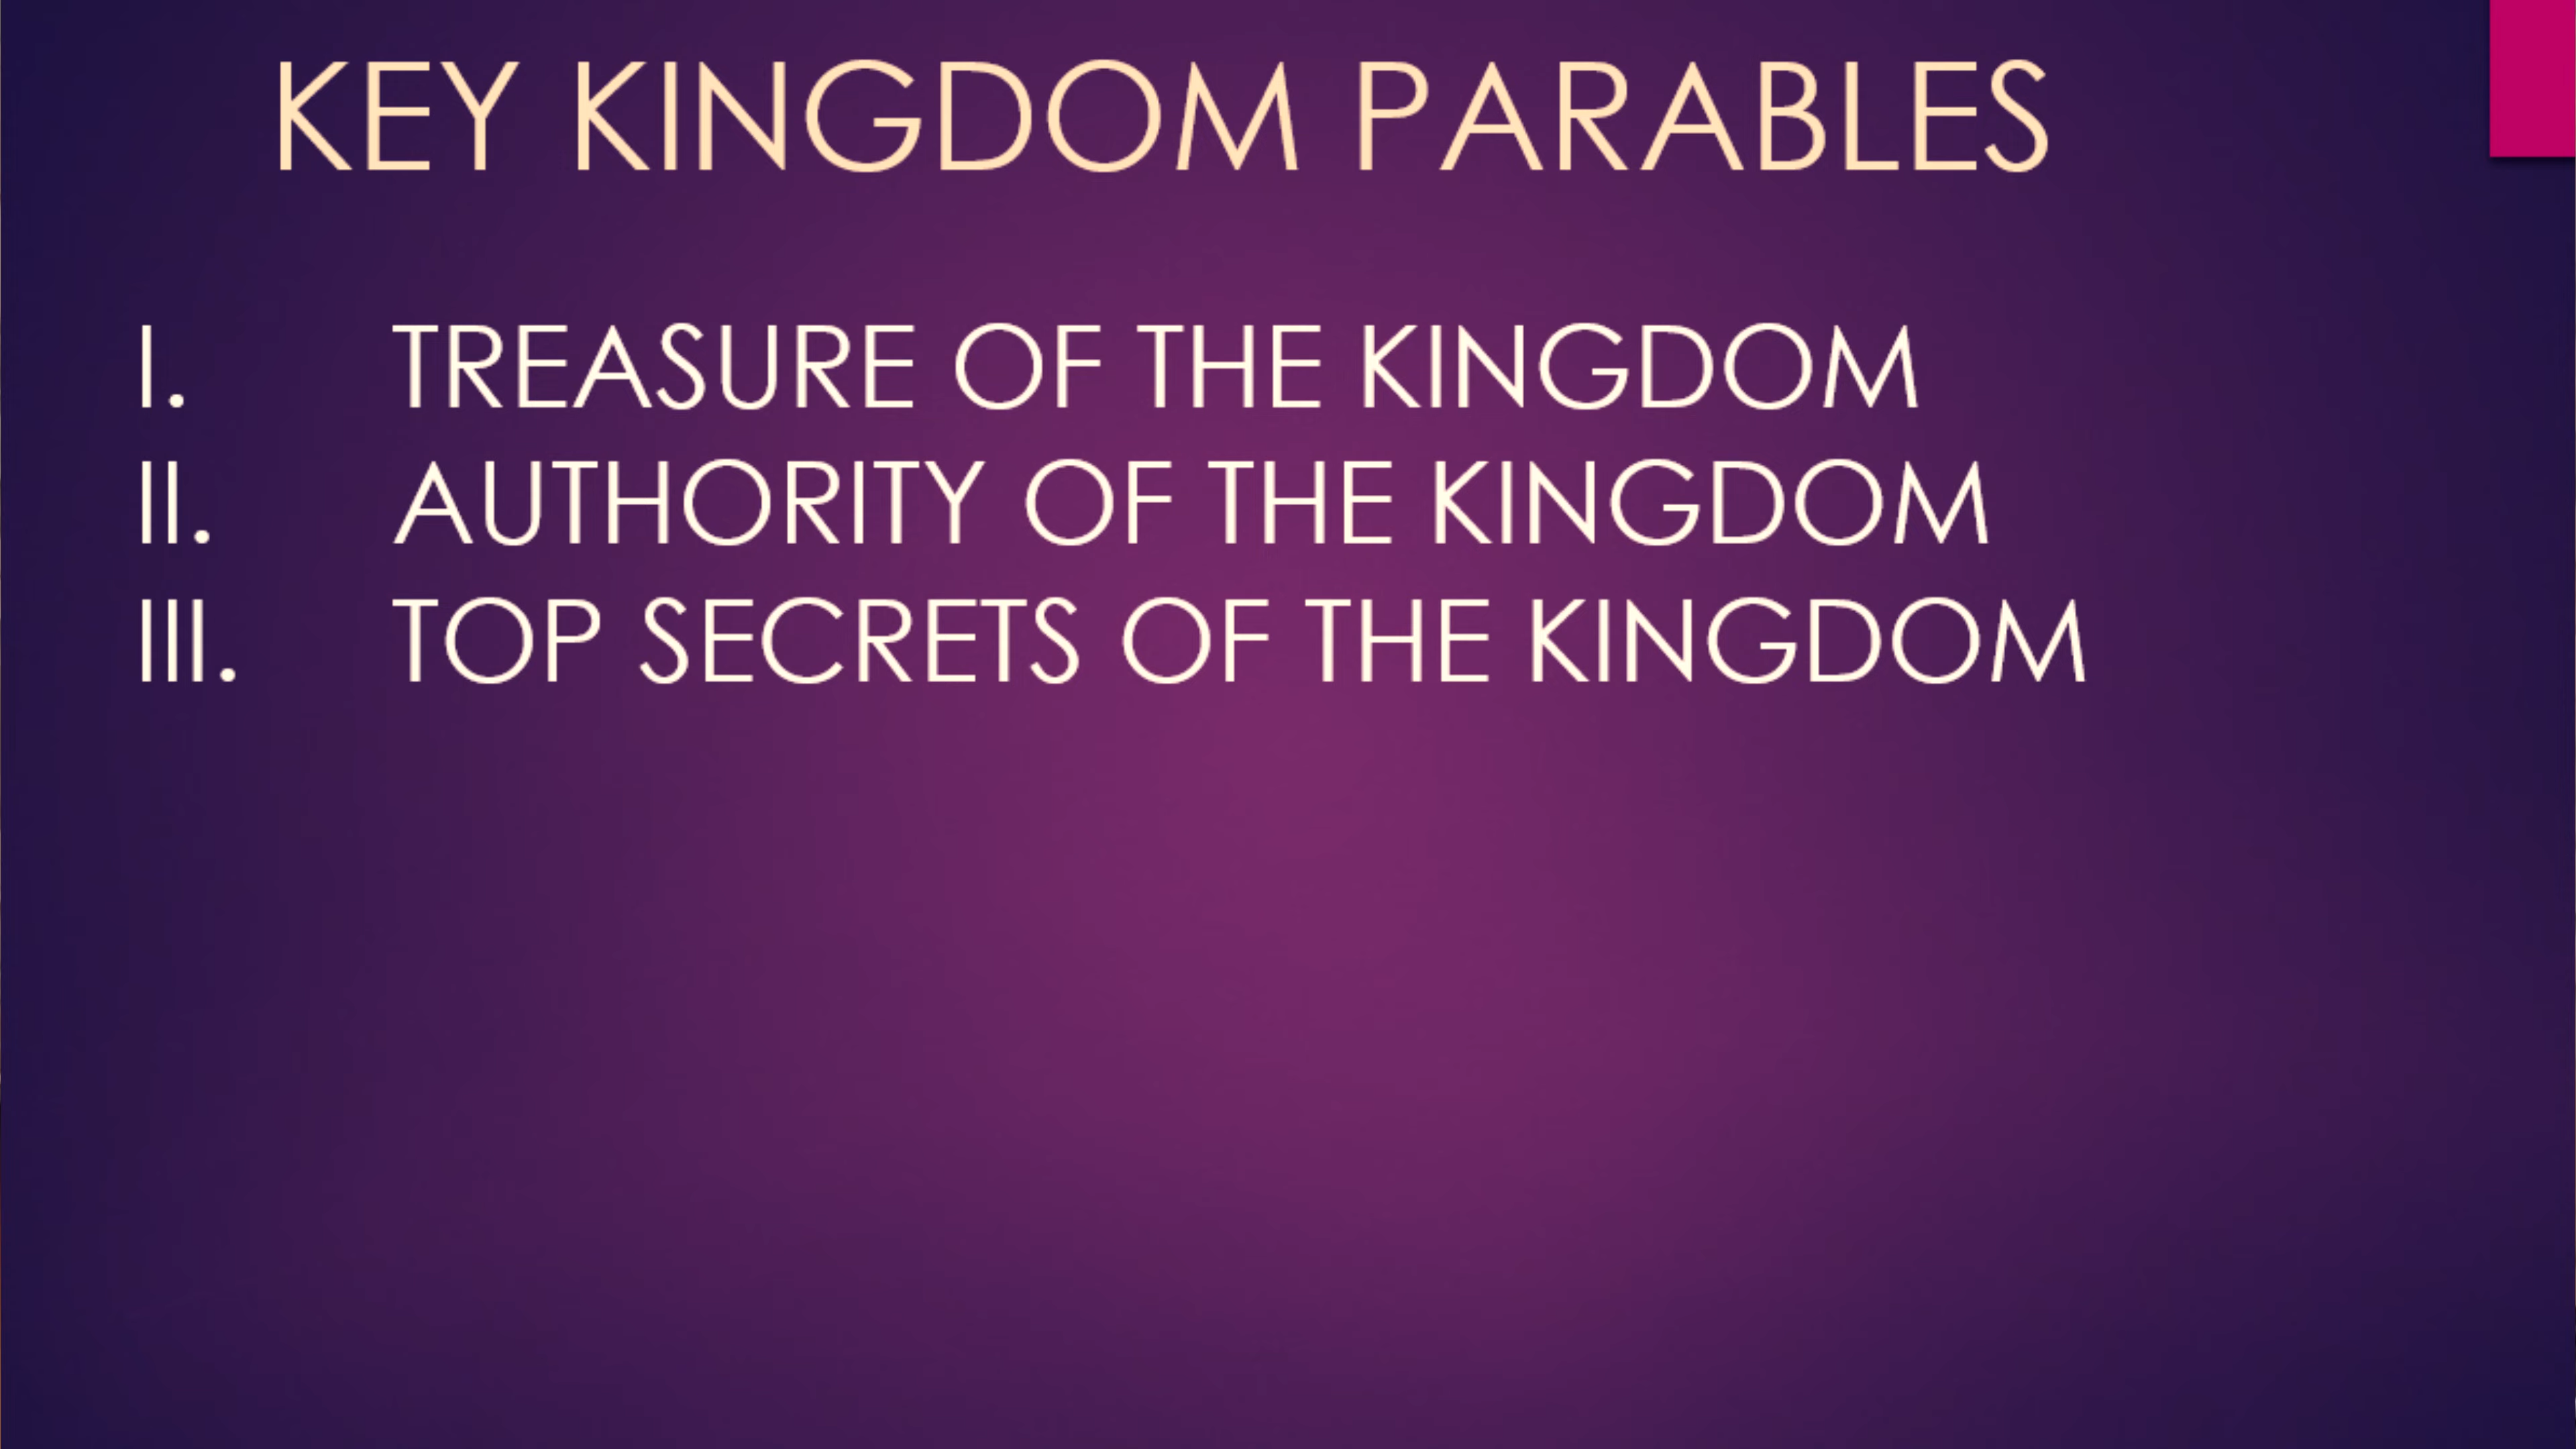 KEY KINGDOM PARABLES
I. TREASURE OF THE KINGDOM
II. AUTHORITY OF THE KINGDOM
III. TOP SECRETS OF THE KINGDOM